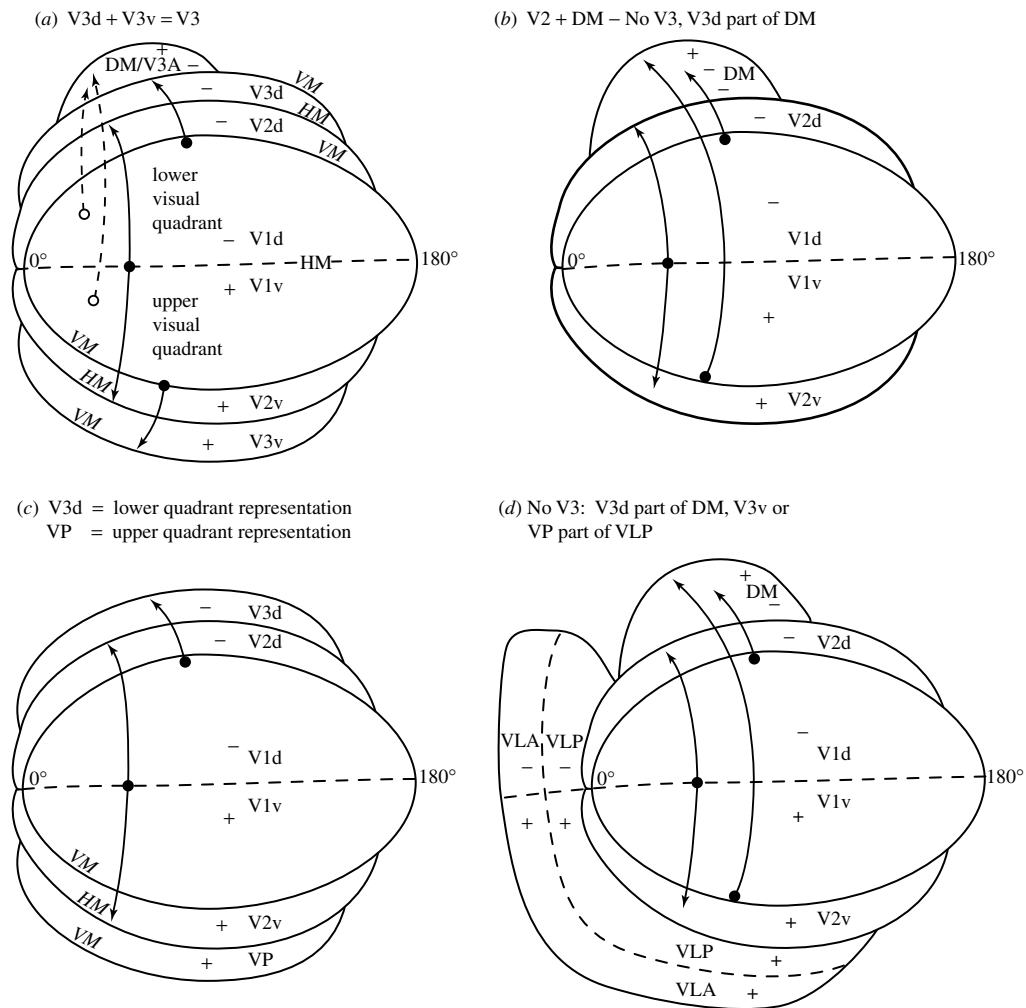 (a) V3d + V3v = V3
+
DM/V3A –
VM
– V3d
HM
– V2d
VM
lower
visual
quadrant
– V1d
0°
HM
180°
+ V1v
upper
visual
quadrant
VM
HM
+ V2v
VM
+ V3v
(b) V2 + DM – No V3, V3d part of DM
+
–
DM
–
– V2d
–
V1d
0°
180°
V1v
+
+ V2v
(c) V3d = lower quadrant representation
VP = upper quadrant representation
– V3d
– V2d
–
V1d
0°
180°
V1v
+
VM
HM
+ V2v
VM
+ VP
(d) No V3: V3d part of DM, V3v or
VP part of VLP
+
DM
–
– V2d
–
VLA VLP
V1d
– –
0°
180°
V1v
+ +
+
+ V2v
VLP
+
VLA +